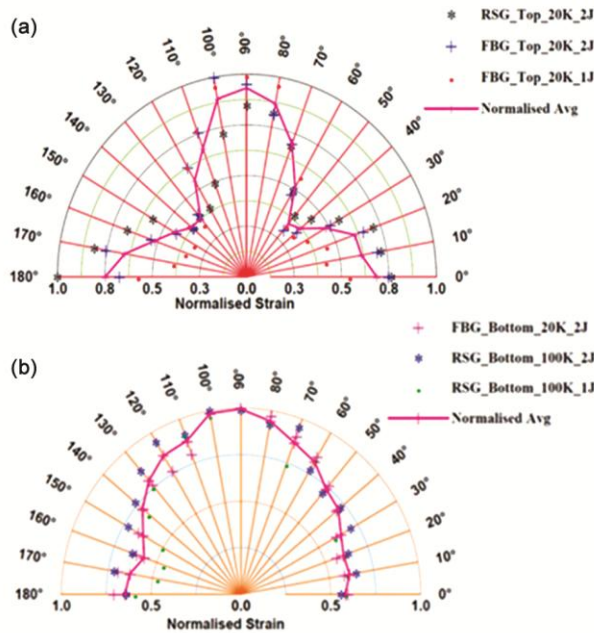 (a)
RSG_Top_20K_2J
FBG_Top_20K_2J
FBG_Top_20K_1J
Normalised Avg
180°
170°
160°
150°
140°
130°
120°
110°
100°
90°
80°
70°
60°
50°
40°
30°
20°
10°
0°
1.0 0.8 0.5 0.3 0.0 0.3 0.5 0.8 1.0
Normalised Strain
(b)
FBG_Bottom_20K_2J
RSG_Bottom_100K_2J
RSG_Bottom_100K_1J
Normalised Avg
180°
170°
160°
150°
140°
130°
120°
110°
100°
90°
80°
70°
60°
50°
40°
30°
20°
10°
0°
1.0 0.5 0.0 0.5 1.0
Normalised Strain